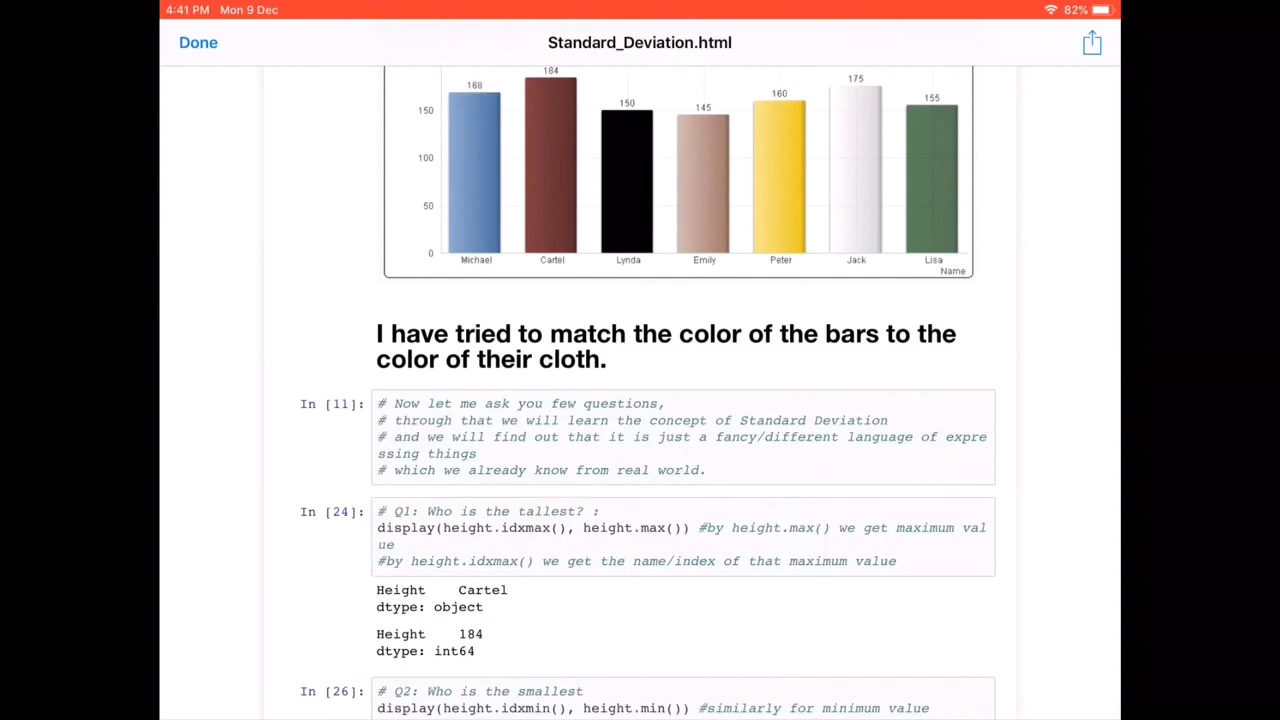 4:41 PM Mon 9 Dec 82%
Done Standard_Deviation.html
184
175
168
160
155
150
145
150
100
50
0
Michael Cartel Lynda Emily Peter Jack Lisa
Name
I have tried to match the color of the bars to the
color of their cloth.
In [11]: # Now let me ask you few questions,
# through that we will learn the concept of Standard Deviation
# and we will find out that it is just a fancy/different language of expre
ssing things
# which we already know from real world.
In [24]: # Q1: Who is the tallest? :
display(height.idxmax(), height.max()) #by height.max() we get maximum val
ue
#by height.idxmax() we get the name/index of that maximum value
Height Cartel
dtype: object
Height 184
dtype: int64
In [26]: # Q2: Who is the smallest
display(height.idxmin(), height.min()) #similarly for minimum value